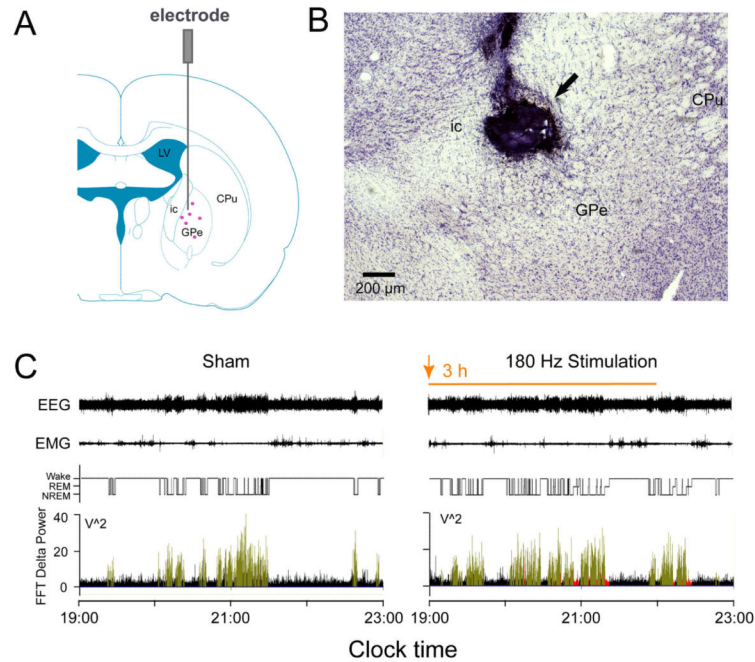 A
electrode
LV
ic
CPu
GPe
B
ic
CPu
GPe
200 µm
C
Sham
180 Hz Stimulation
3 h
EEG
EMG
Wake
REM
NREM
V^2
V^2
FFT Delta Power
40
20
0
19:00
21:00
23:00
19:00
21:00
23:00
Clock time